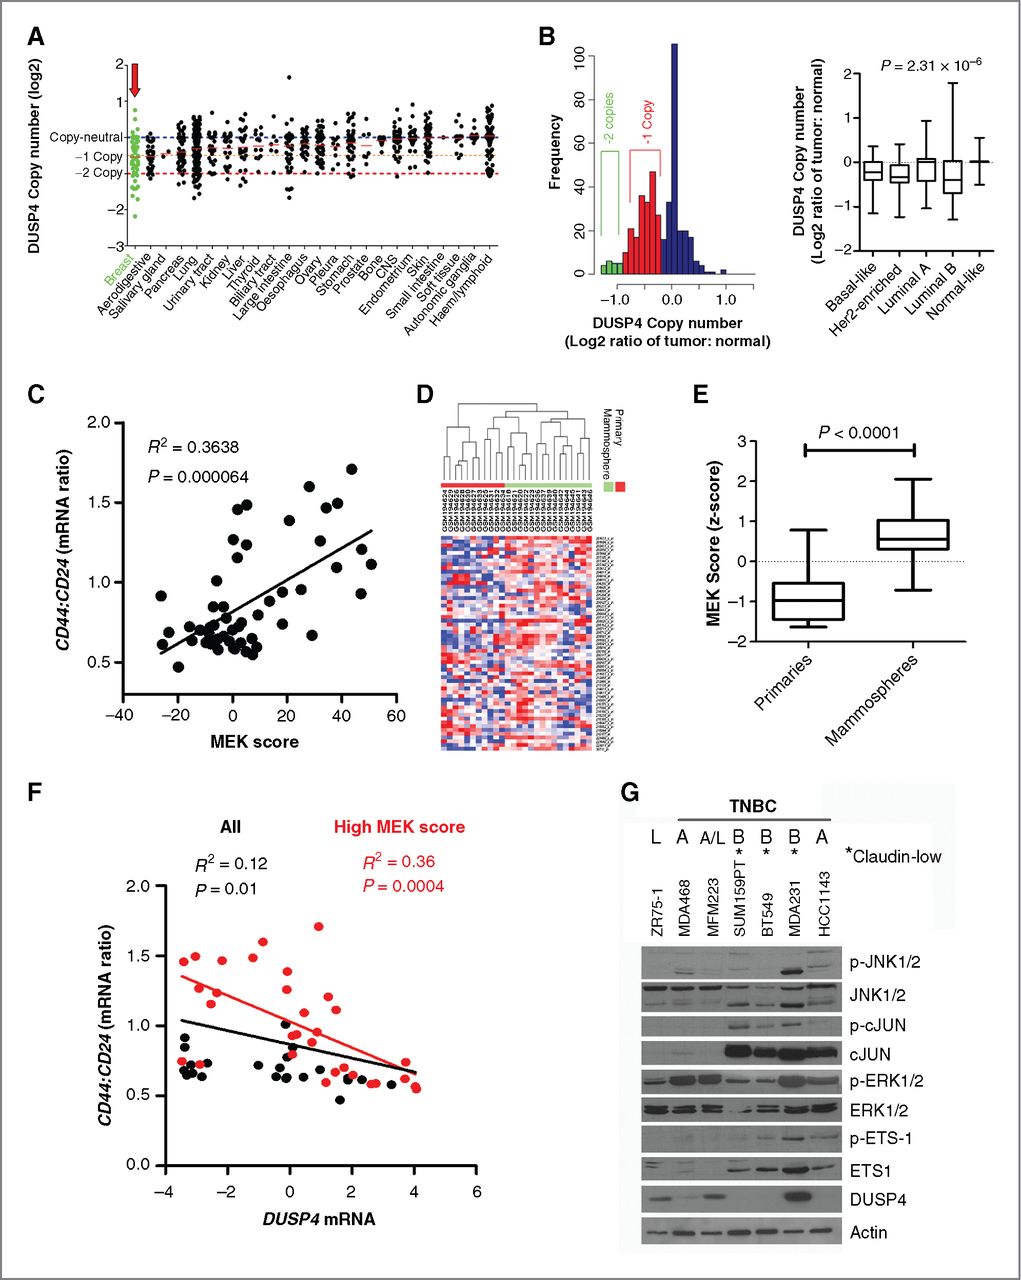 A
DUSP4 Copy number (log2)
2
1
Copy-neutral
−1 Copy
−2 Copy
−2
−3
Breast
Aerodigestive
Salivary gland
Pancreas
Lung
Urinary tract
Kidney
Liver
Thyroid
Biliary tract
Large Intestine
Oesophagus
Ovary
Pleura
Stomach
Prostate
Bone
CNS
Endometrium
Skin
Small intestine
Soft tissue
Autonomic ganglia
Haem/lymphoid
B
Frequency
100
80
60
40
20
0
-2 copies
-1 Copy
−1.0
0.0
1.0
DUSP4 Copy number
(Log2 ratio of tumor: normal)
P = 2.31 × 10−6
DUSP4 Copy number
(Log2 ratio of tumor: normal)
2
1
0
−1
−2
Basal-like
Her2-enriched
Luminal A
Luminal B
Normal-like
C
CD44:CD24 (mRNA ratio)
2.0
1.5
1.0
0.5
R2 = 0.3638
P = 0.000064
−40
−20
0
20
40
60
MEK score
D
Primary
Mammosphere
E
MEK Score (z-score)
3
2
1
0
−1
−2
P < 0.0001
Primaries
Mammospheres
F
All
High MEK score
R2 = 0.12
P = 0.01
R2 = 0.36
P = 0.0004
CD44:CD24 (mRNA ratio)
2.0
1.5
1.0
0.5
0.0
−4
−2
0
2
4
6
DUSP4 mRNA
G
TNBC
L A A/L B B B A
* * *
*Claudin-low
ZR75-1
MDA468
MFM223
SUM159PT
BT549
MDA231
HCC1143
p-JNK1/2
JNK1/2
p-cJUN
cJUN
p-ERK1/2
ERK1/2
p-ETS-1
ETS1
DUSP4
Actin